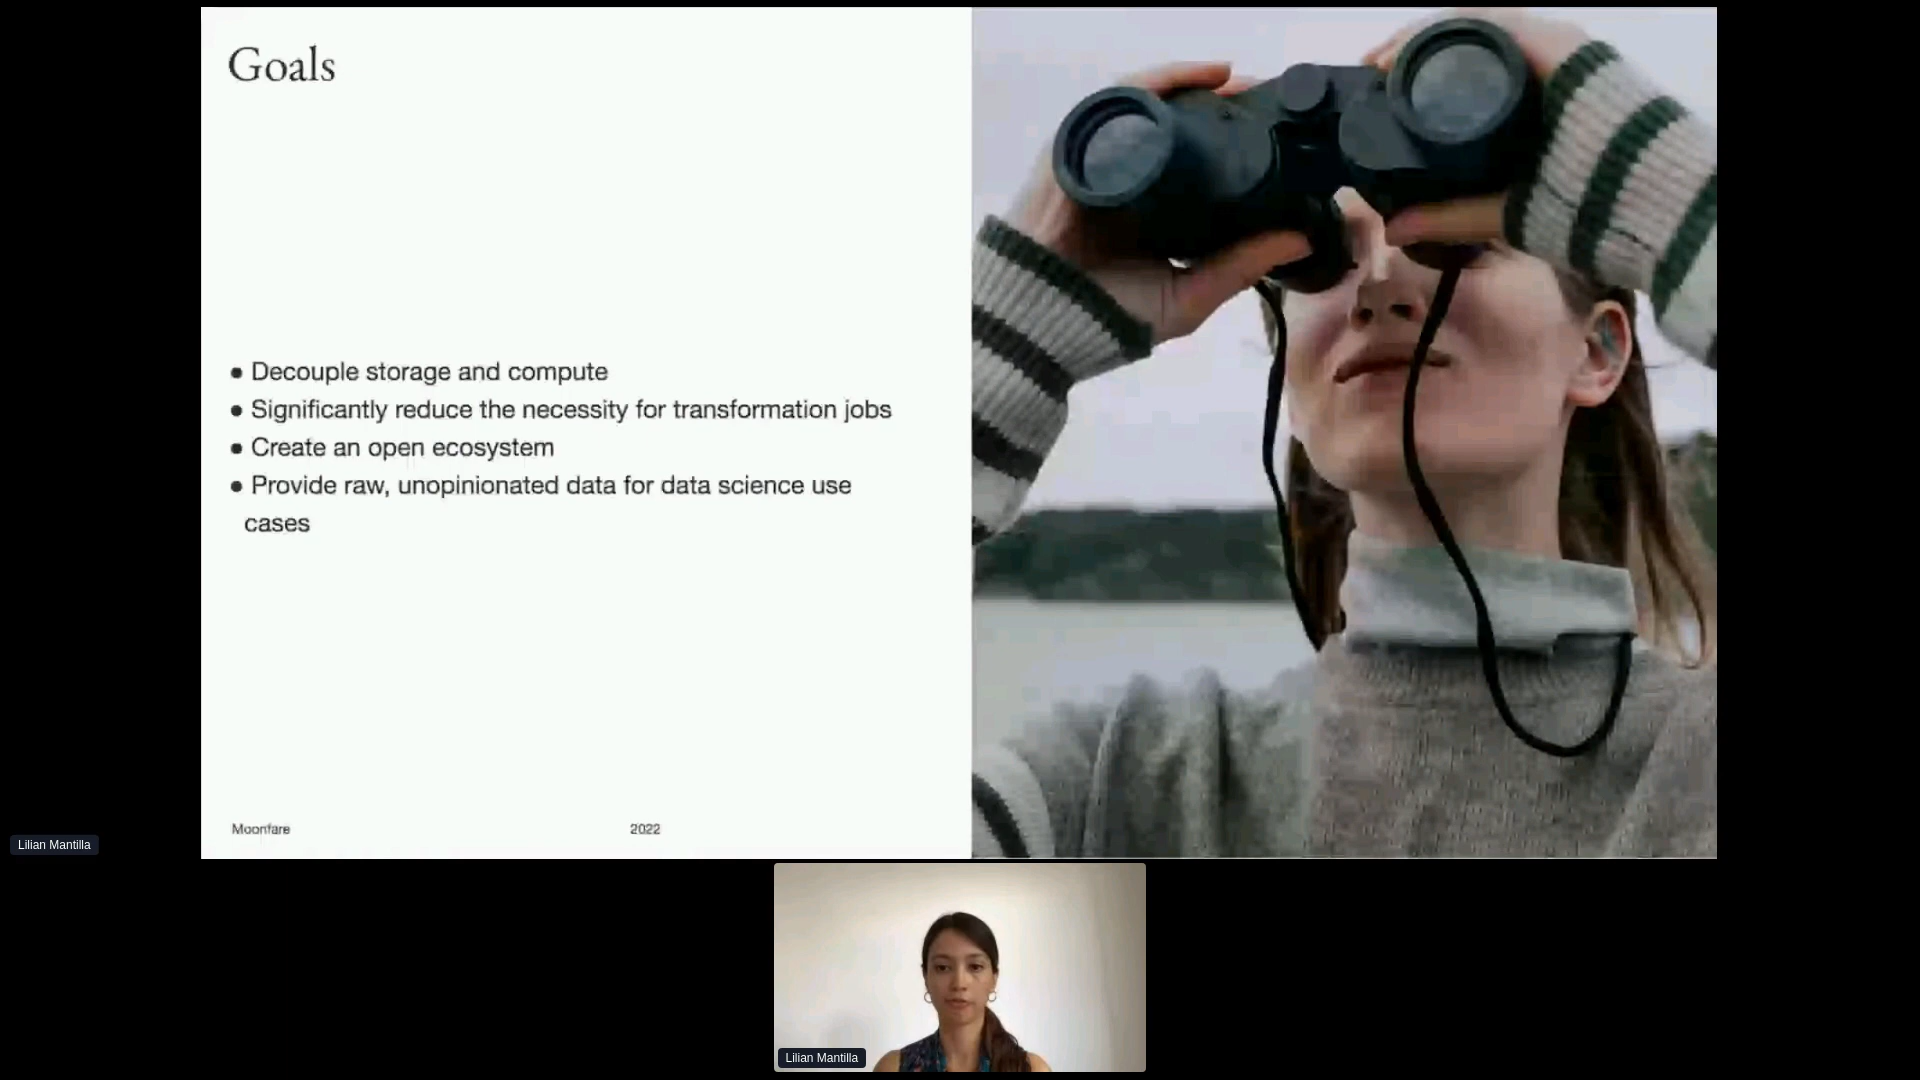 Goals
● Decouple storage and compute
● Significantly reduce the necessity for transformation jobs
● Create an open ecosystem
● Provide raw, unopinionated data for data science use
cases
Moonfare 2022
Lilian Mantilla
Lilian Mantilla